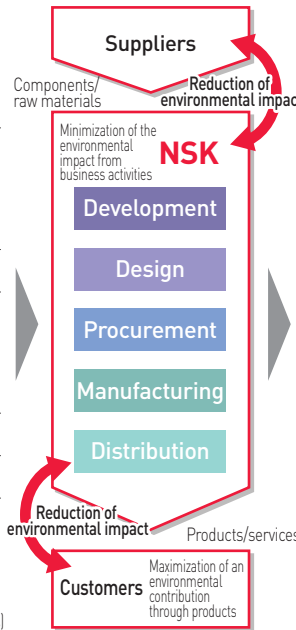 Suppliers
Components/
raw materials
Reduction of
environmental impact
Minimization of the
environmental
impact from
business activities
NSK
Development
Design
Procurement
Manufacturing
Distribution
Reduction of
environmental impact
Products/services
Customers
Maximization of an
environmental
contribution
through products
)